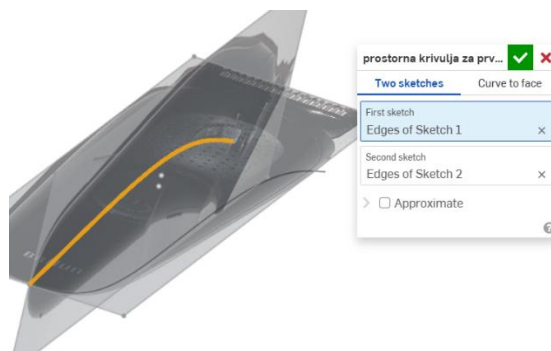 prostorna krivulja za prv...
Two sketches
Curve to face
First sketch
Edges of Sketch 1
Second sketch
Edges of Sketch 2
Approximate